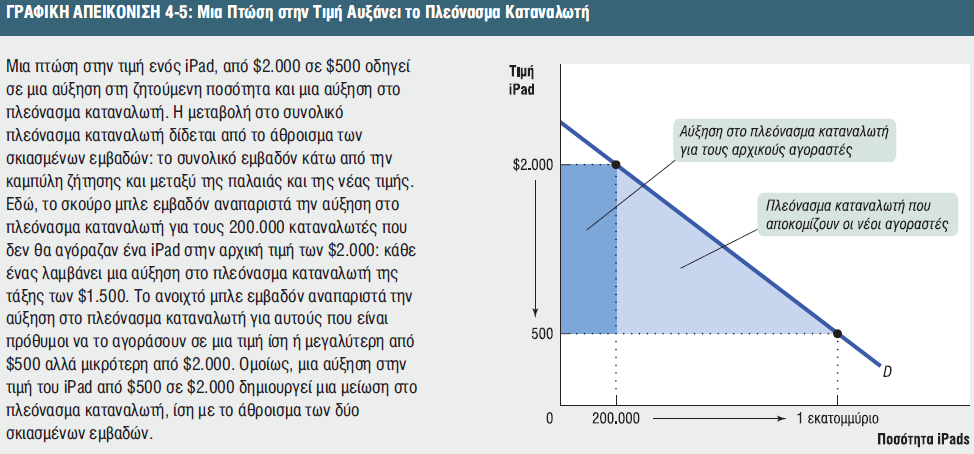 ΓΡΑΦΙΚΗ ΑΠΕΙΚΟΝΙΣΗ 4-5: Μια Πτώση στην Τιμή Αυξάνει το Πλεόνασμα Καταναλωτή
Μια πτώση στην τιμή ενός iPad, από $2.000 σε $500 οδηγεί
σε μια αύξηση στη ζητούμενη ποσότητα και μια αύξηση στο
πλεόνασμα καταναλωτή. Η μεταβολή στο συνολικό
πλεόνασμα καταναλωτή δίδεται από το άθροισμα των
σκιασμένων εμβαδών: το συνολικό εμβαδόν κάτω από την
καμπύλη ζήτησης και μεταξύ της παλαιάς και της νέας τιμής.
Εδώ, το σκούρο μπλε εμβαδόν αναπαριστά την αύξηση στο
πλεόνασμα καταναλωτή για τους 200.000 καταναλωτές που
δεν θα αγόραζαν ένα iPad στην αρχική τιμή των $2.000: κάθε
ένας λαμβάνει μια αύξηση στο πλεόνασμα καταναλωτή της
τάξης των $1.500. Το ανοιχτό μπλε εμβαδόν αναπαριστά την
αύξηση στο πλεόνασμα καταναλωτή για αυτούς που είναι
πρόθυμοι να το αγοράσουν σε μια τιμή ίση ή μεγαλύτερη από
$500 αλλά μικρότερη από $2.000. Ομοίως, μια αύξηση στην
τιμή του iPad από $500 σε $2.000 δημιουργεί μια μείωση στο
πλεόνασμα καταναλωτή, ίση με το άθροισμα των δύο
σκιασμένων εμβαδών.
Τιμή
iPad
Αύξηση στο πλεόνασμα καταναλωτή
για τους αρχικούς αγοραστές
$2.000
Πλεόνασμα καταναλωτή που
αποκομίζουν οι νέοι αγοραστές
500
D
0
200.000
1 εκατομμύριο
Ποσότητα iPads